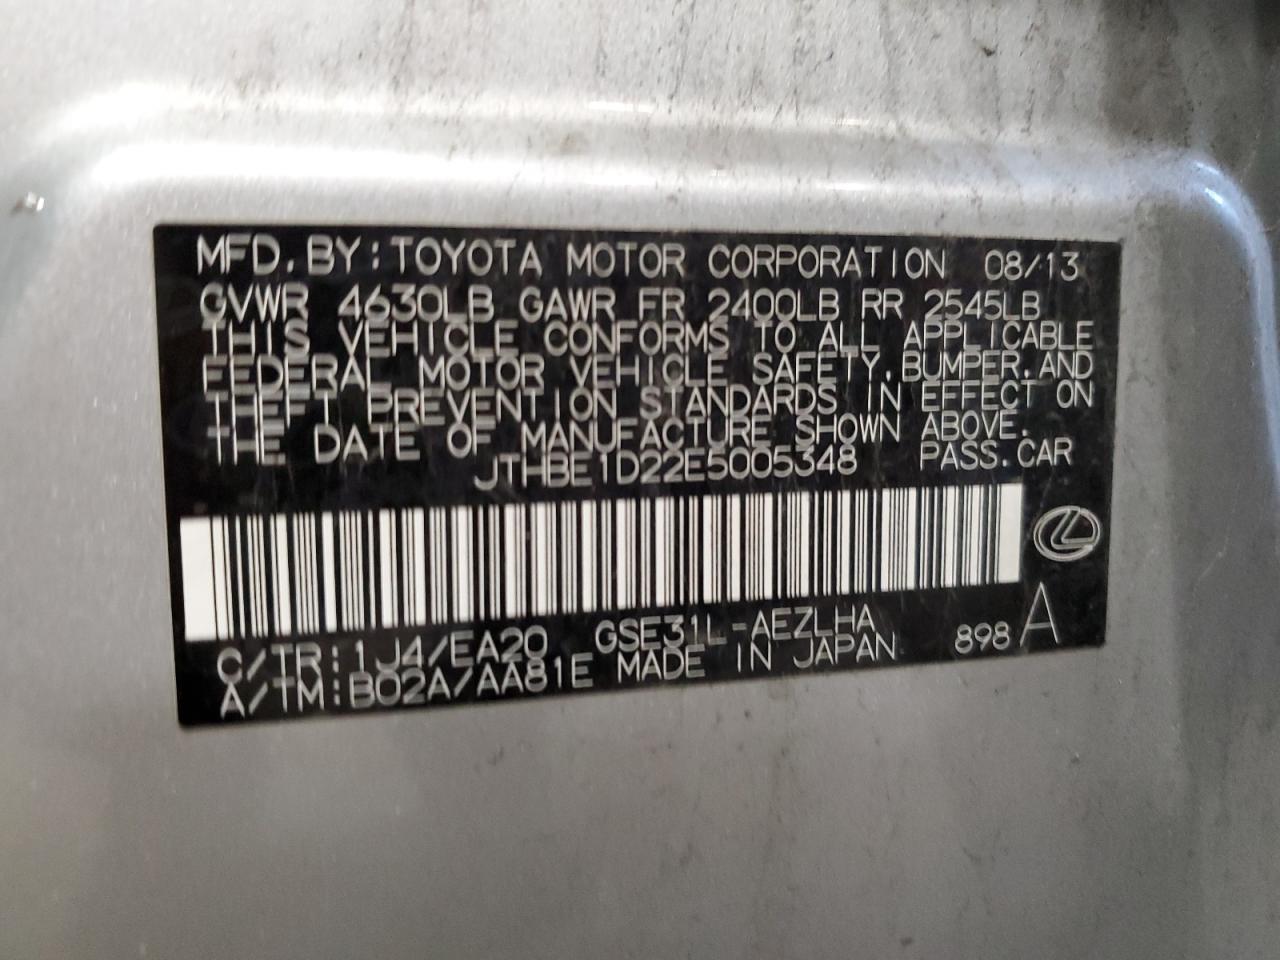 MFD. BY: TOYOTA MOTOR CORPORATION 08/13
GVWR 4630LB GAWR FR 2400LB RR 2545LB
THIS VEHICLE CONFORMS TO ALL APPLICABLE
FEDERAL MOTOR VEHICLE SAFETY, BUMPER, AND
THEFT PREVENTION STANDARDS IN EFFECT ON
THE DATE OF MANUFACTURE SHOWN ABOVE.
JTHBE1D22E5005348 PASS. CAR
C/TR: 1J4/EA20 GSE31L-AEZLHA
A/TM: B02A/AA81E MADE IN JAPAN 898 A